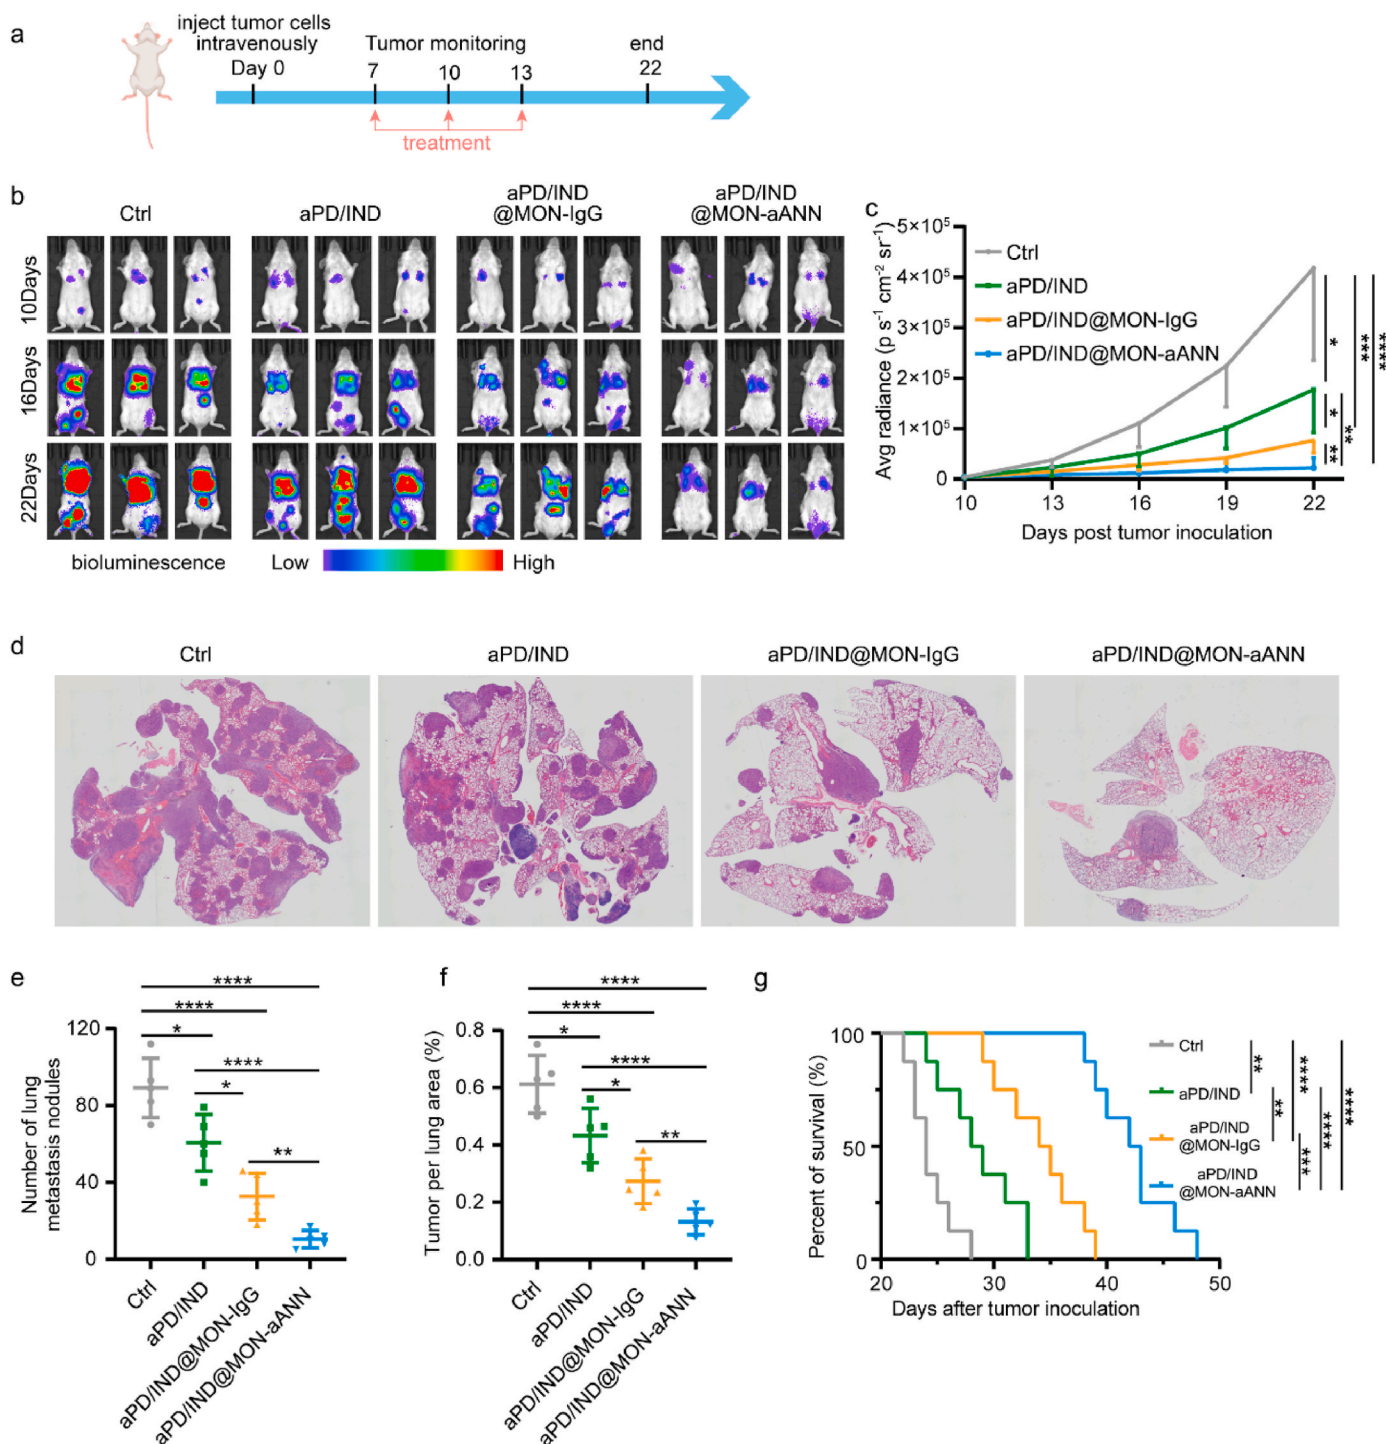 a
inject tumor cells
intravenously
Day 0
Tumor monitoring
7
10
13
end
22
treatment
b
Ctrl
aPD/IND
aPD/IND
@MON-IgG
aPD/IND
@MON-aANN
10Days
16Days
22Days
bioluminescence
Low
High
c
Avg radiance (p s⁻¹ cm⁻² sr⁻¹)
5×10⁵
4×10⁵
3×10⁵
2×10⁵
1×10⁵
0
10
13
16
19
22
Days post tumor inoculation
Ctrl
aPD/IND
aPD/IND@MON-IgG
aPD/IND@MON-aANN
*
*
**
**
***
****
d
Ctrl
aPD/IND
aPD/IND@MON-IgG
aPD/IND@MON-aANN
e
****
****
*
****
*
**
Number of lung
metastasis nodules
120
80
40
0
Ctrl
aPD/IND
aPD/IND@MON-IgG
aPD/IND@MON-aANN
f
****
****
*
****
*
**
Tumor per lung area (%)
0.8
0.6
0.4
0.2
0.0
Ctrl
aPD/IND
aPD/IND@MON-IgG
aPD/IND@MON-aANN
g
Percent of survival (%)
100
50
0
20
30
40
50
Days after tumor inoculation
Ctrl
aPD/IND
aPD/IND
@MON-IgG
aPD/IND
@MON-aANN
**
**
****
***
****
****